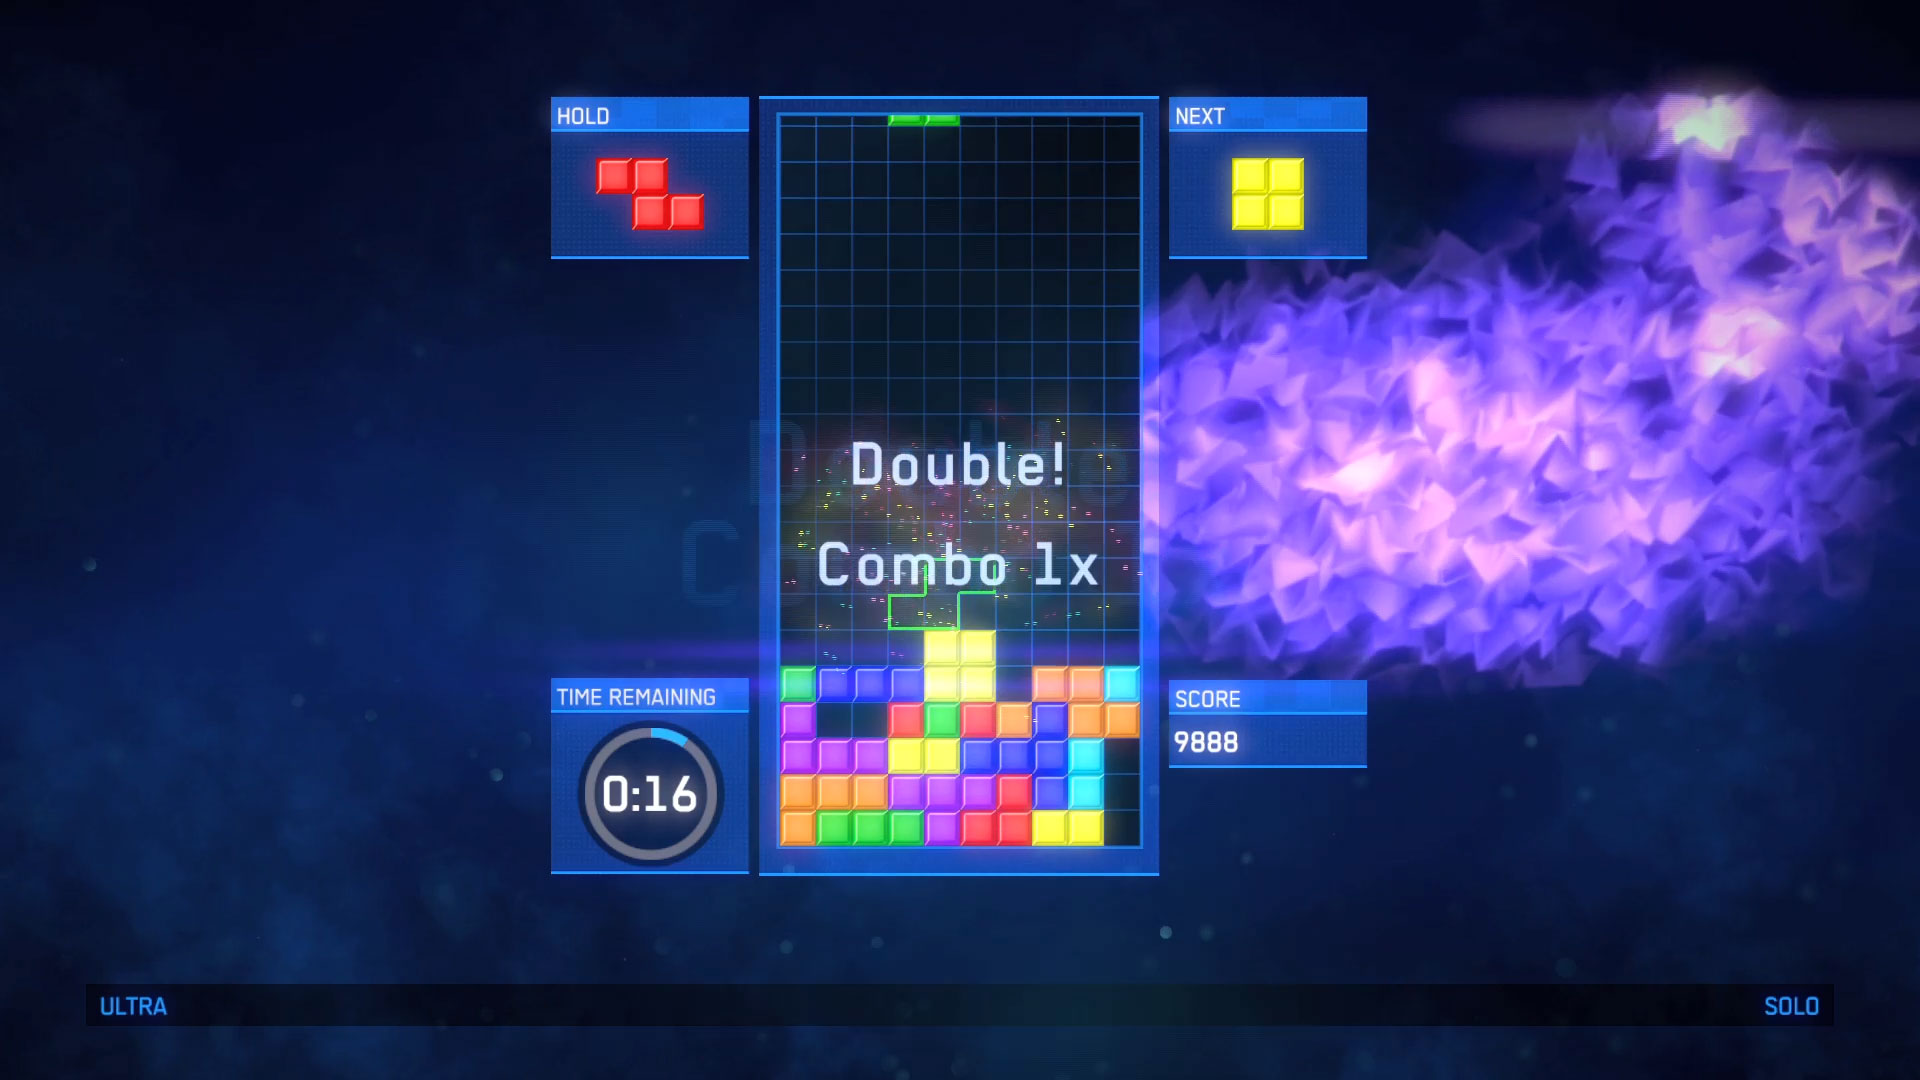 HOLD
NEXT
Double!
Combo 1x
TIME REMAINING
0:16
SCORE
9888
ULTRA
SOLO